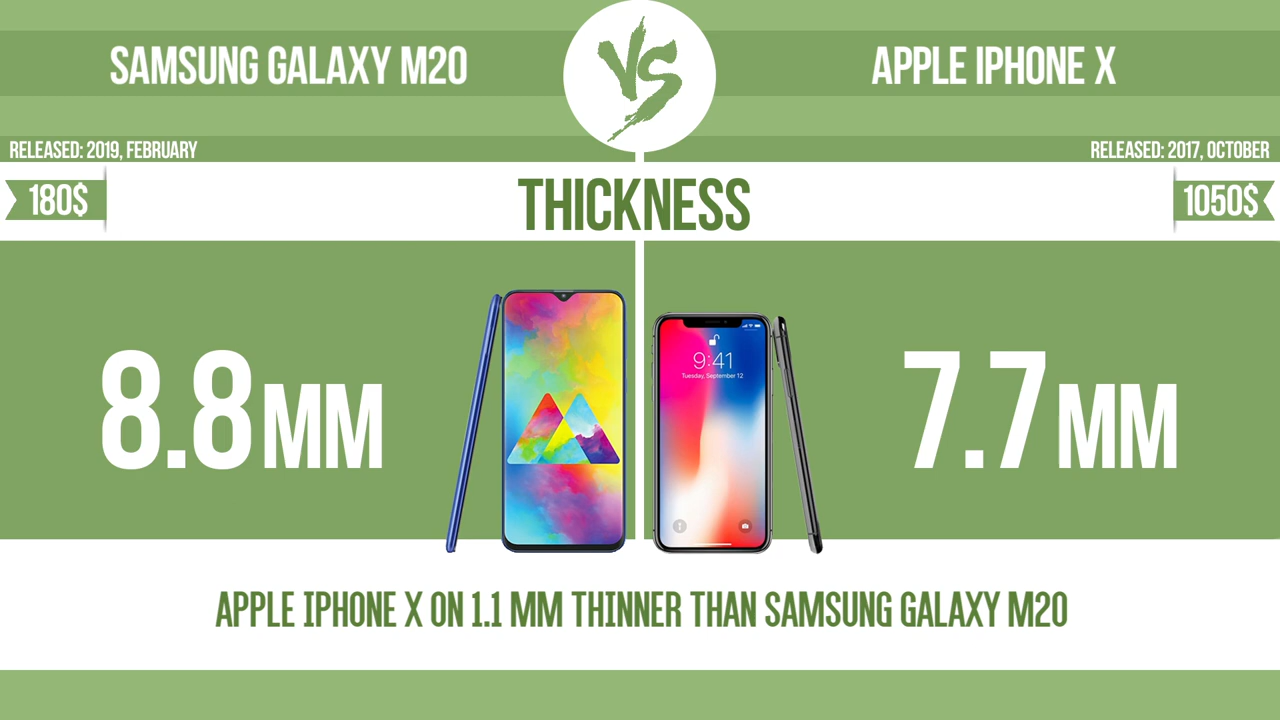 SAMSUNG GALAXY M20
VS
APPLE IPHONE X
RELEASED: 2019, FEBRUARY
RELEASED: 2017, OCTOBER
180$
THICKNESS
1050$
8.8MM
9:41
Tuesday, September 12
7.7MM
APPLE IPHONE X ON 1.1 MM THINNER THAN SAMSUNG GALAXY M20